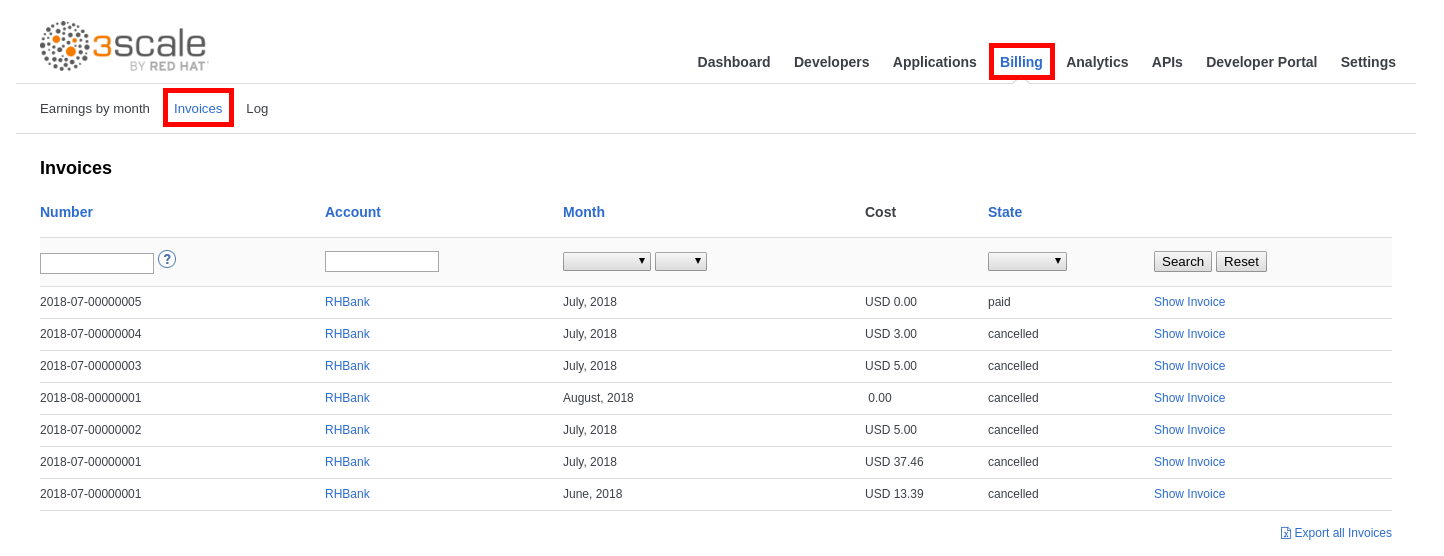 3scale
BY RED HAT
Dashboard Developers Applications Billing Analytics APIs Developer Portal Settings
Earnings by month Invoices Log
Invoices
Number Account Month Cost State
? Search Reset
2018-07-00000005 RHBank July, 2018 USD 0.00 paid Show Invoice
2018-07-00000004 RHBank July, 2018 USD 3.00 cancelled Show Invoice
2018-07-00000003 RHBank July, 2018 USD 5.00 cancelled Show Invoice
2018-08-00000001 RHBank August, 2018 0.00 cancelled Show Invoice
2018-07-00000002 RHBank July, 2018 USD 5.00 cancelled Show Invoice
2018-07-00000001 RHBank July, 2018 USD 37.46 cancelled Show Invoice
2018-07-00000001 RHBank June, 2018 USD 13.39 cancelled Show Invoice
Export all Invoices